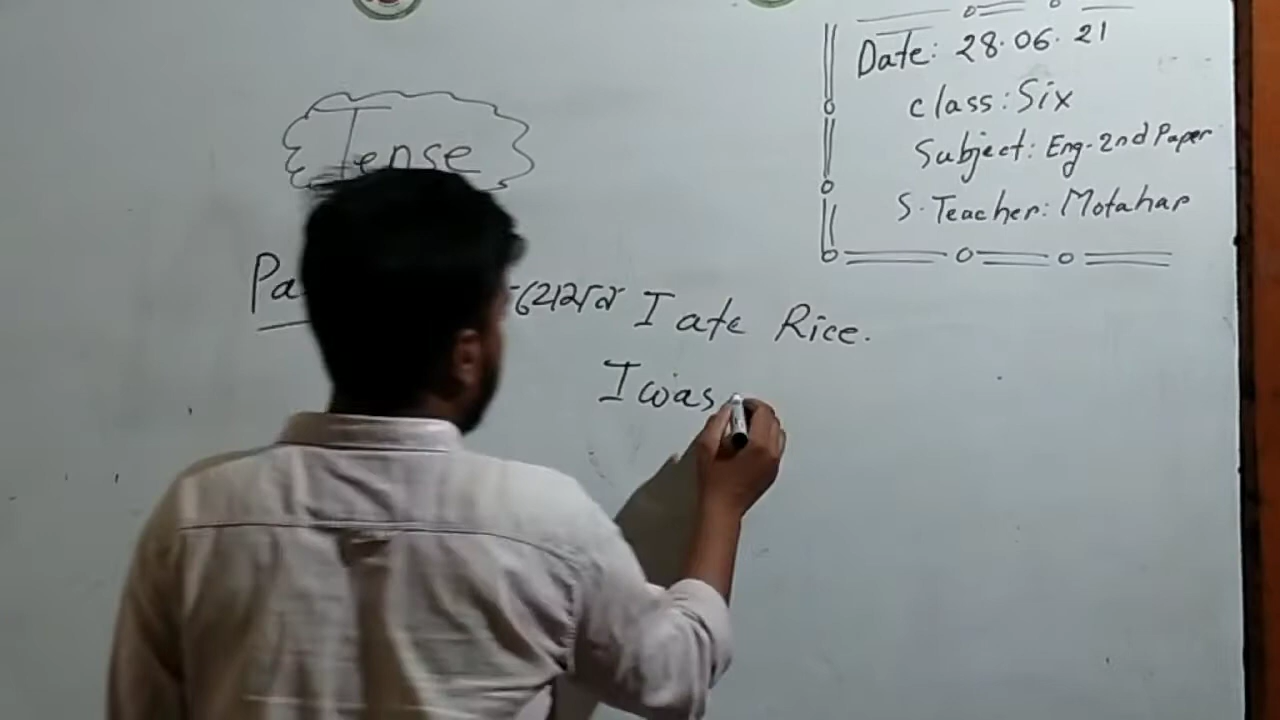 Date: 28.06.21
class: Six
Subject: Eng-2nd Paper
S. Teacher: Motahar
Tense
I ate Rice.
I was